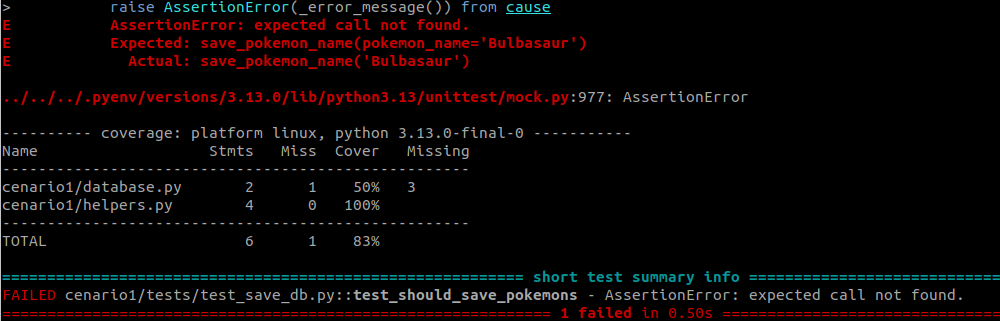 >           raise AssertionError(_error_message()) from cause
E           AssertionError: expected call not found.
E           Expected: save_pokemon_name(pokemon_name='Bulbasaur')
E             Actual: save_pokemon_name('Bulbasaur')
../../../.pyenv/versions/3.13.0/lib/python3.13/unittest/mock.py:977: AssertionError
---------- coverage: platform linux, python 3.13.0-final-0 -----------
Name                   Stmts   Miss  Cover   Missing
----------------------------------------------------
cenario1/database.py       2      1    50%   3
cenario1/helpers.py        4      0   100%
----------------------------------------------------
TOTAL                      6      1    83%
========================================================== short test summary info ============================
FAILED cenario1/tests/test_save_db.py::test_should_save_pokemons - AssertionError: expected call not found.
============================================================= 1 failed in 0.50s ===============================